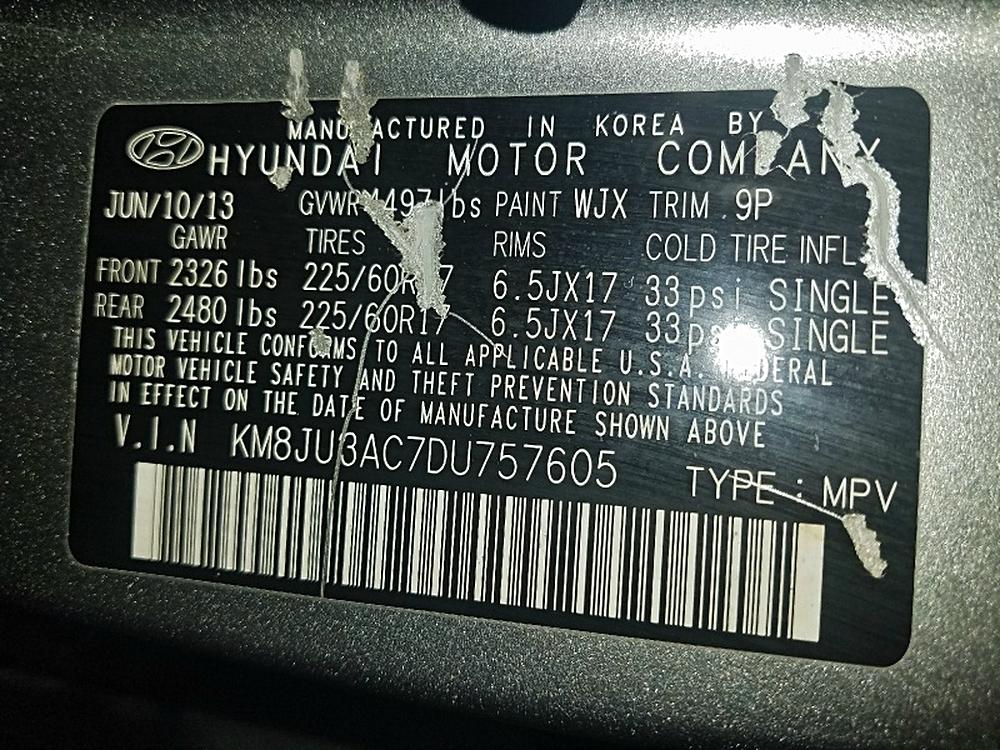 MANUFACTURED IN KOREA BY
HYUNDAI MOTOR COMPANY
JUN/10/13 GVWR 4497lbs PAINT WJX TRIM 9P
GAWR TIRES RIMS COLD TIRE INFL.
FRONT 2326 lbs 225/60R17 6.5JX17 33psi SINGLE
REAR 2480 lbs 225/60R17 6.5JX17 33psi SINGLE
THIS VEHICLE CONFORMS TO ALL APPLICABLE U.S.A. FEDERAL
MOTOR VEHICLE SAFETY AND THEFT PREVENTION STANDARDS
IN EFFECT ON THE DATE OF MANUFACTURE SHOWN ABOVE
V.I.N KM8JU3AC7DU757605 TYPE : MPV